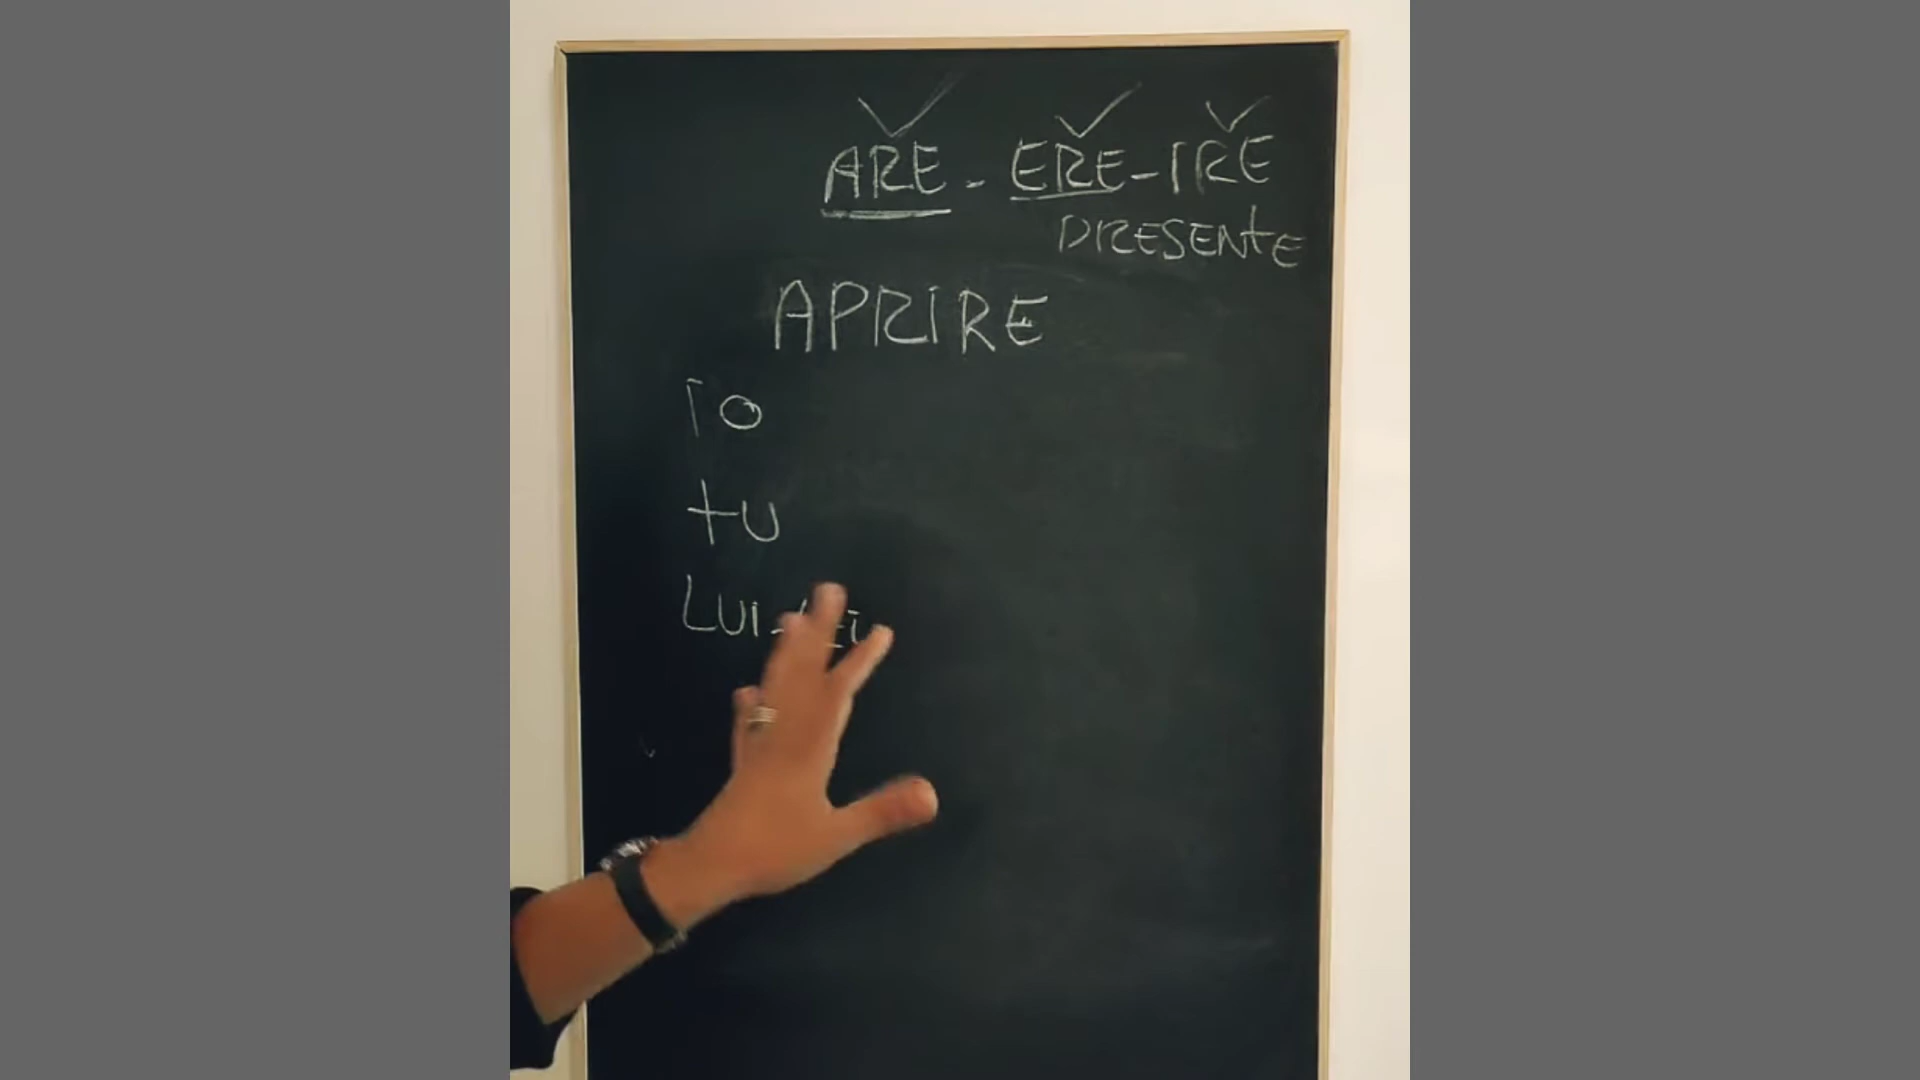 ARE - ERE - IRE
PRESENTE
APRIRE
IO
tu
LUI - LEI